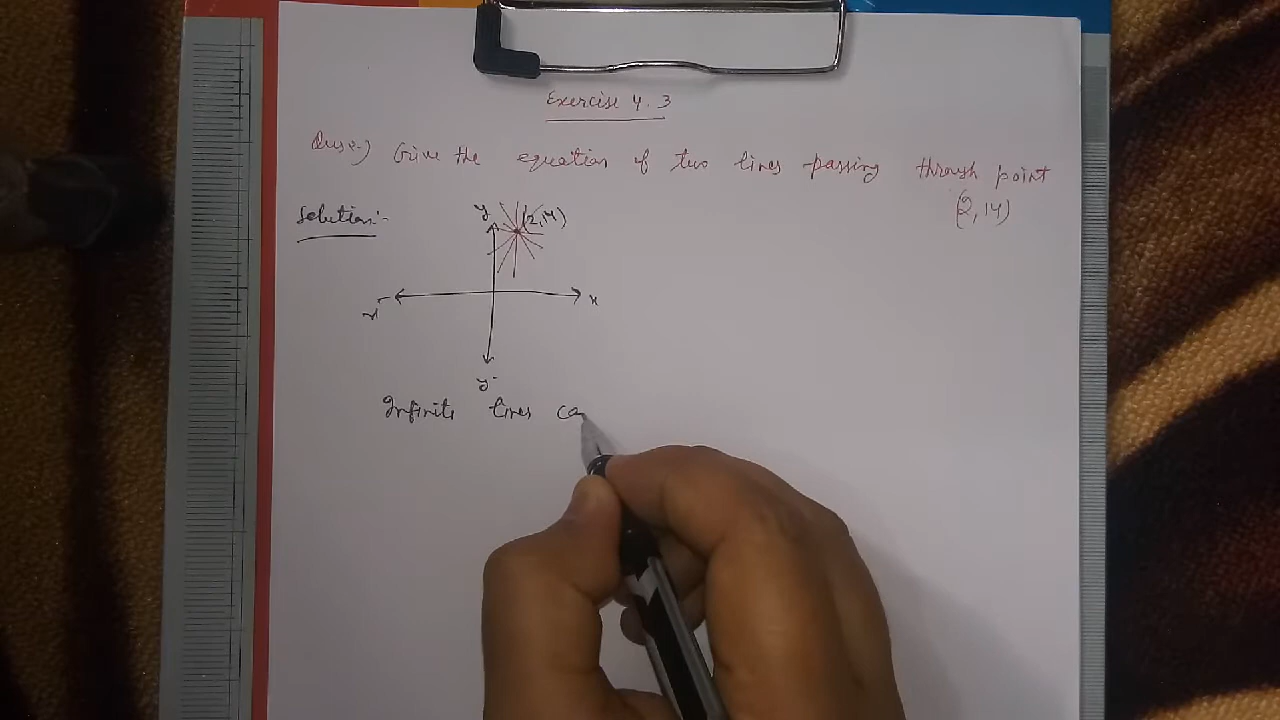 Exercise 4.3
Ques-) Give the equation of two lines passing through point
(2,14)
Solution:-
y
(2,14)
x
y-
Infinite lines ca